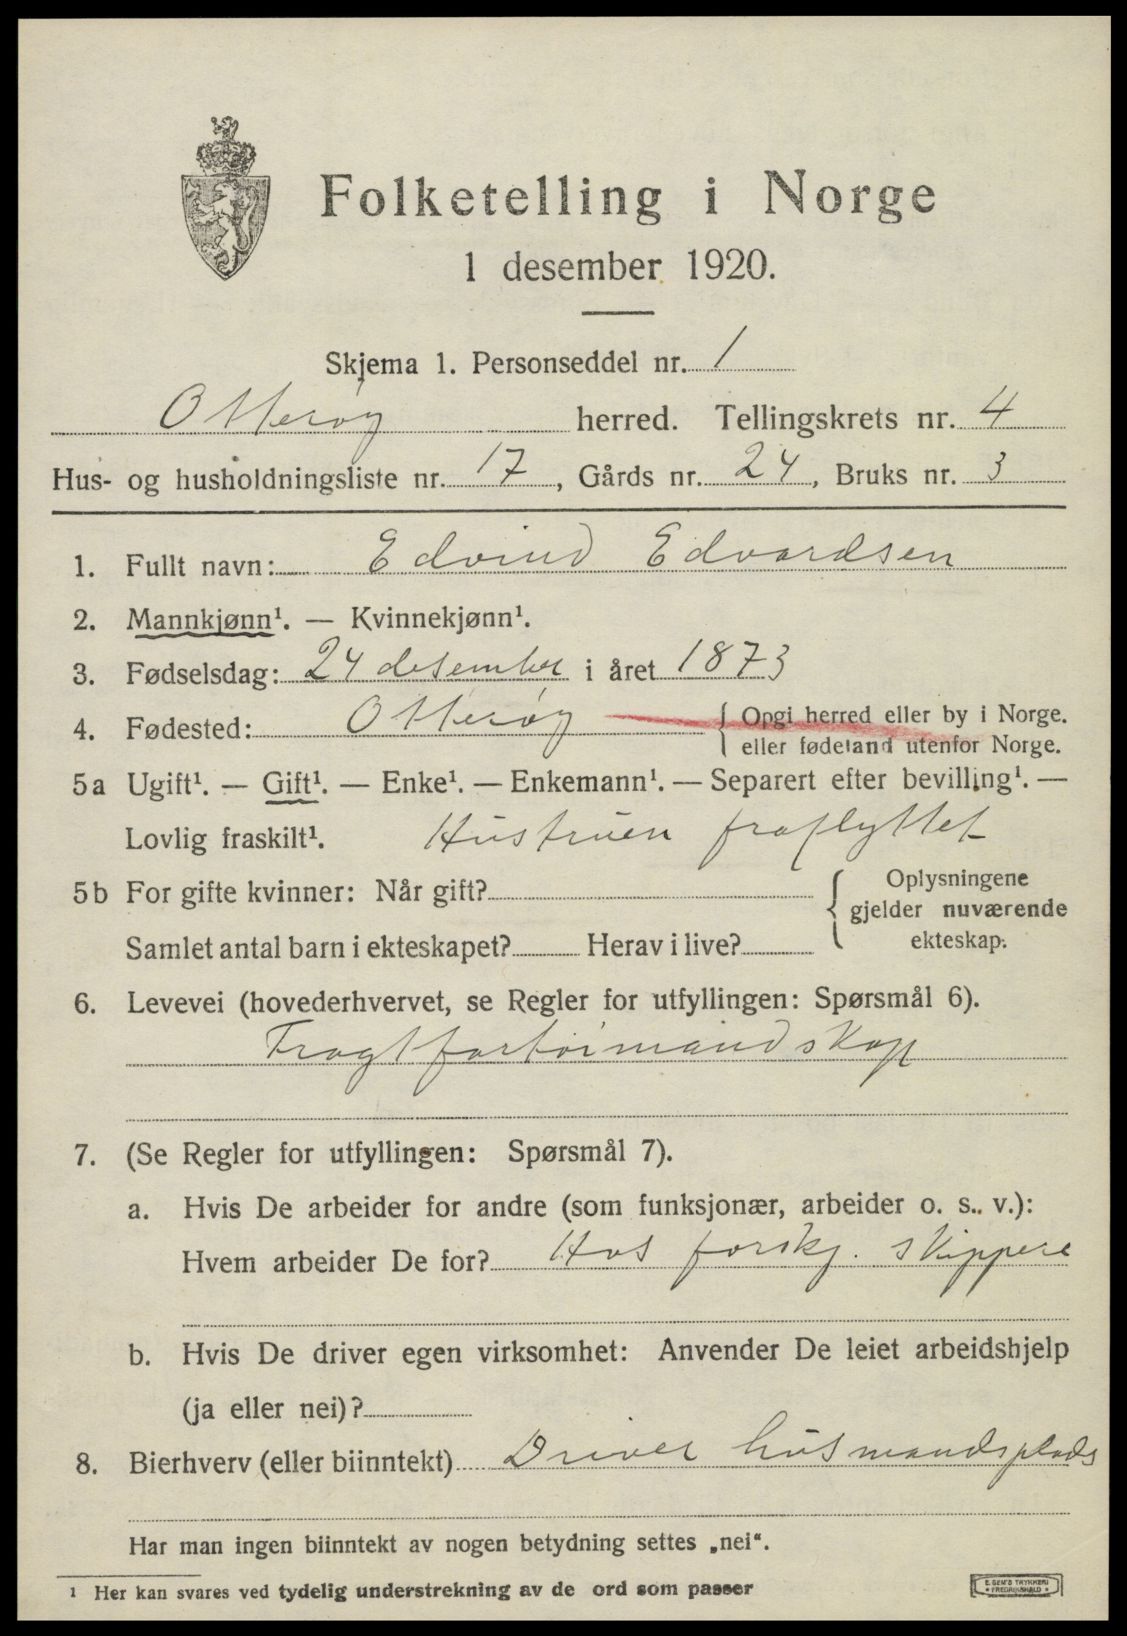 Folketelling i Norge
1 desember 1920.
Skjema 1. Personseddel nr. 1
Otterøy herred. Tellingskrets nr. 4
Hus- og husholdningsliste nr. 17, Gårds nr. 24, Bruks nr. 3
1. Fullt navn: Edvind Edvardsen
2. Mannkjønn¹. — Kvinnekjønn¹.
3. Fødselsdag: 24 desember i året 1873
4. Fødested: Otterøy { Opgi herred eller by i Norge.
eller fødeland utenfor Norge.
5a Ugift¹. — Gift¹. — Enke¹. — Enkemann¹. — Separert efter bevilling¹. —
Lovlig fraskilt¹. Hustruen fraflyttet
5b For gifte kvinner: Når gift? { Oplysningene
gjelder nuværende
Samlet antal barn i ekteskapet? Herav i live? ekteskap.
6. Levevei (hovederhvervet, se Regler for utfyllingen: Spørsmål 6).
Fragtfartøimandskap
7. (Se Regler for utfyllingen: Spørsmål 7).
a. Hvis De arbeider for andre (som funksjonær, arbeider o. s. v.):
Hvem arbeider De for? Hos forskj. skippere
b. Hvis De driver egen virksomhet: Anvender De leiet arbeidshjelp
(ja eller nei)?
8. Bierhverv (eller biinntekt) Driver husmandsplads
Har man ingen biinntekt av nogen betydning settes „nei“.
¹ Her kan svares ved tydelig understrekning av de ord som passer
E. SEM'S TRYKKERI
FREDRIKSHALD